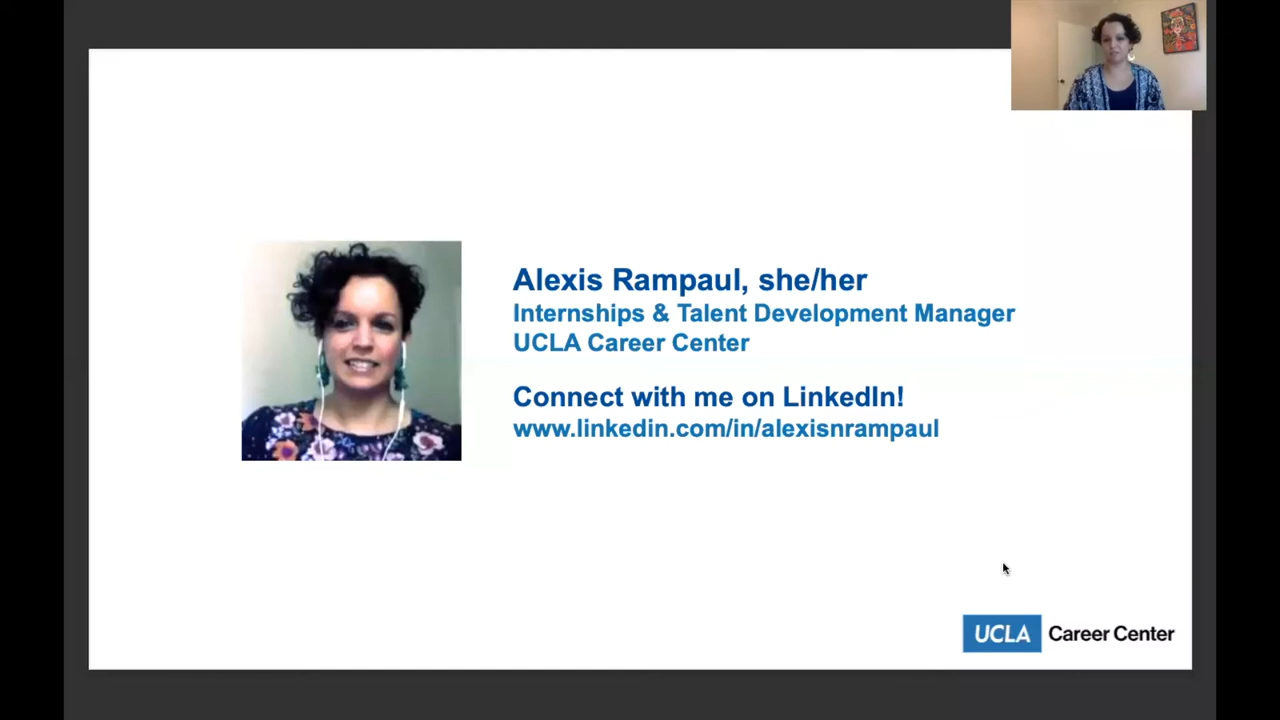 Alexis Rampaul, she/her
Internships & Talent Development Manager
UCLA Career Center
Connect with me on LinkedIn!
www.linkedin.com/in/alexisnrampaul
UCLA Career Center